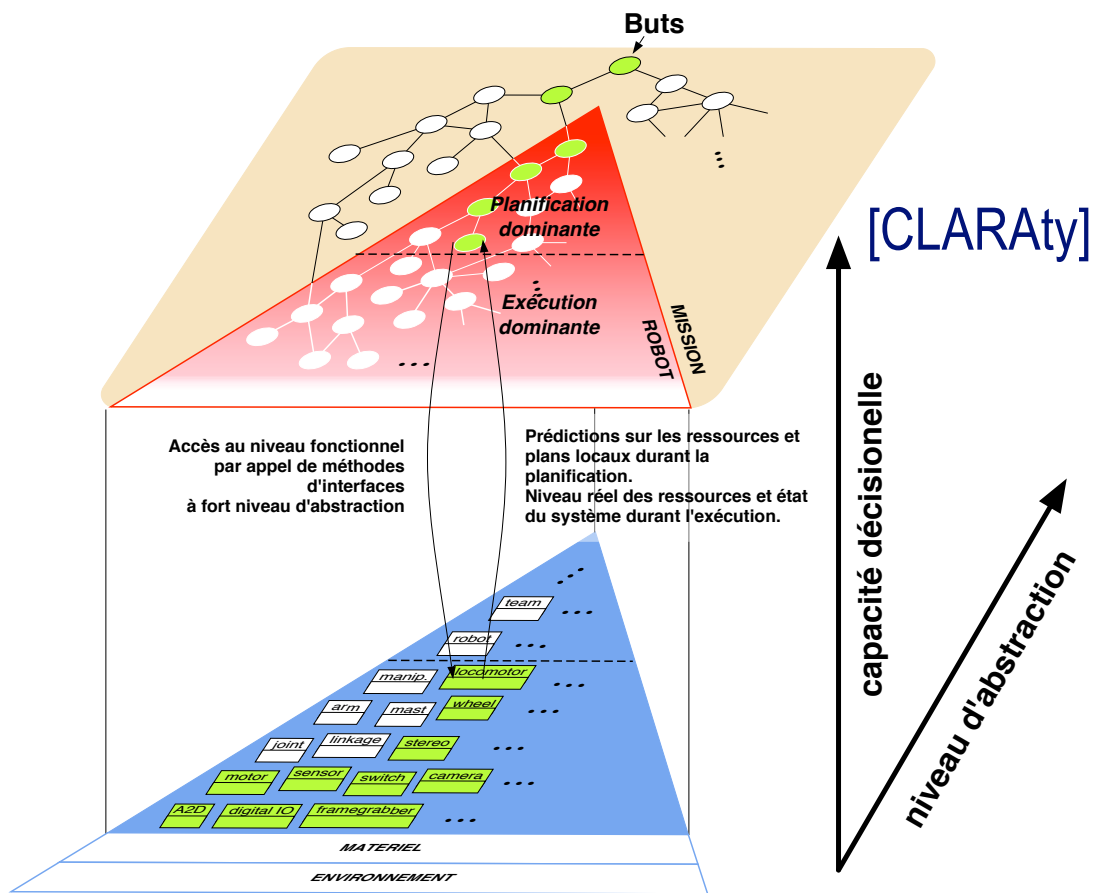 Buts
[CLARAty]
Planification
dominante
Exécution
dominante
MISSION
ROBOT
Accès au niveau fonctionnel
par appel de méthodes
d'interfaces
à fort niveau d'abstraction
Prédictions sur les ressources et
plans locaux durant la
planification.
Niveau réel des ressources et état
du système durant l'exécution.
capacité décisionelle
niveau d'abstraction
team
robot
manip.
locomotor
arm
mast
wheel
joint
linkage
stereo
motor
sensor
switch
camera
A2D
digital IO
framegrabber
MATERIEL
ENVIRONNEMENT